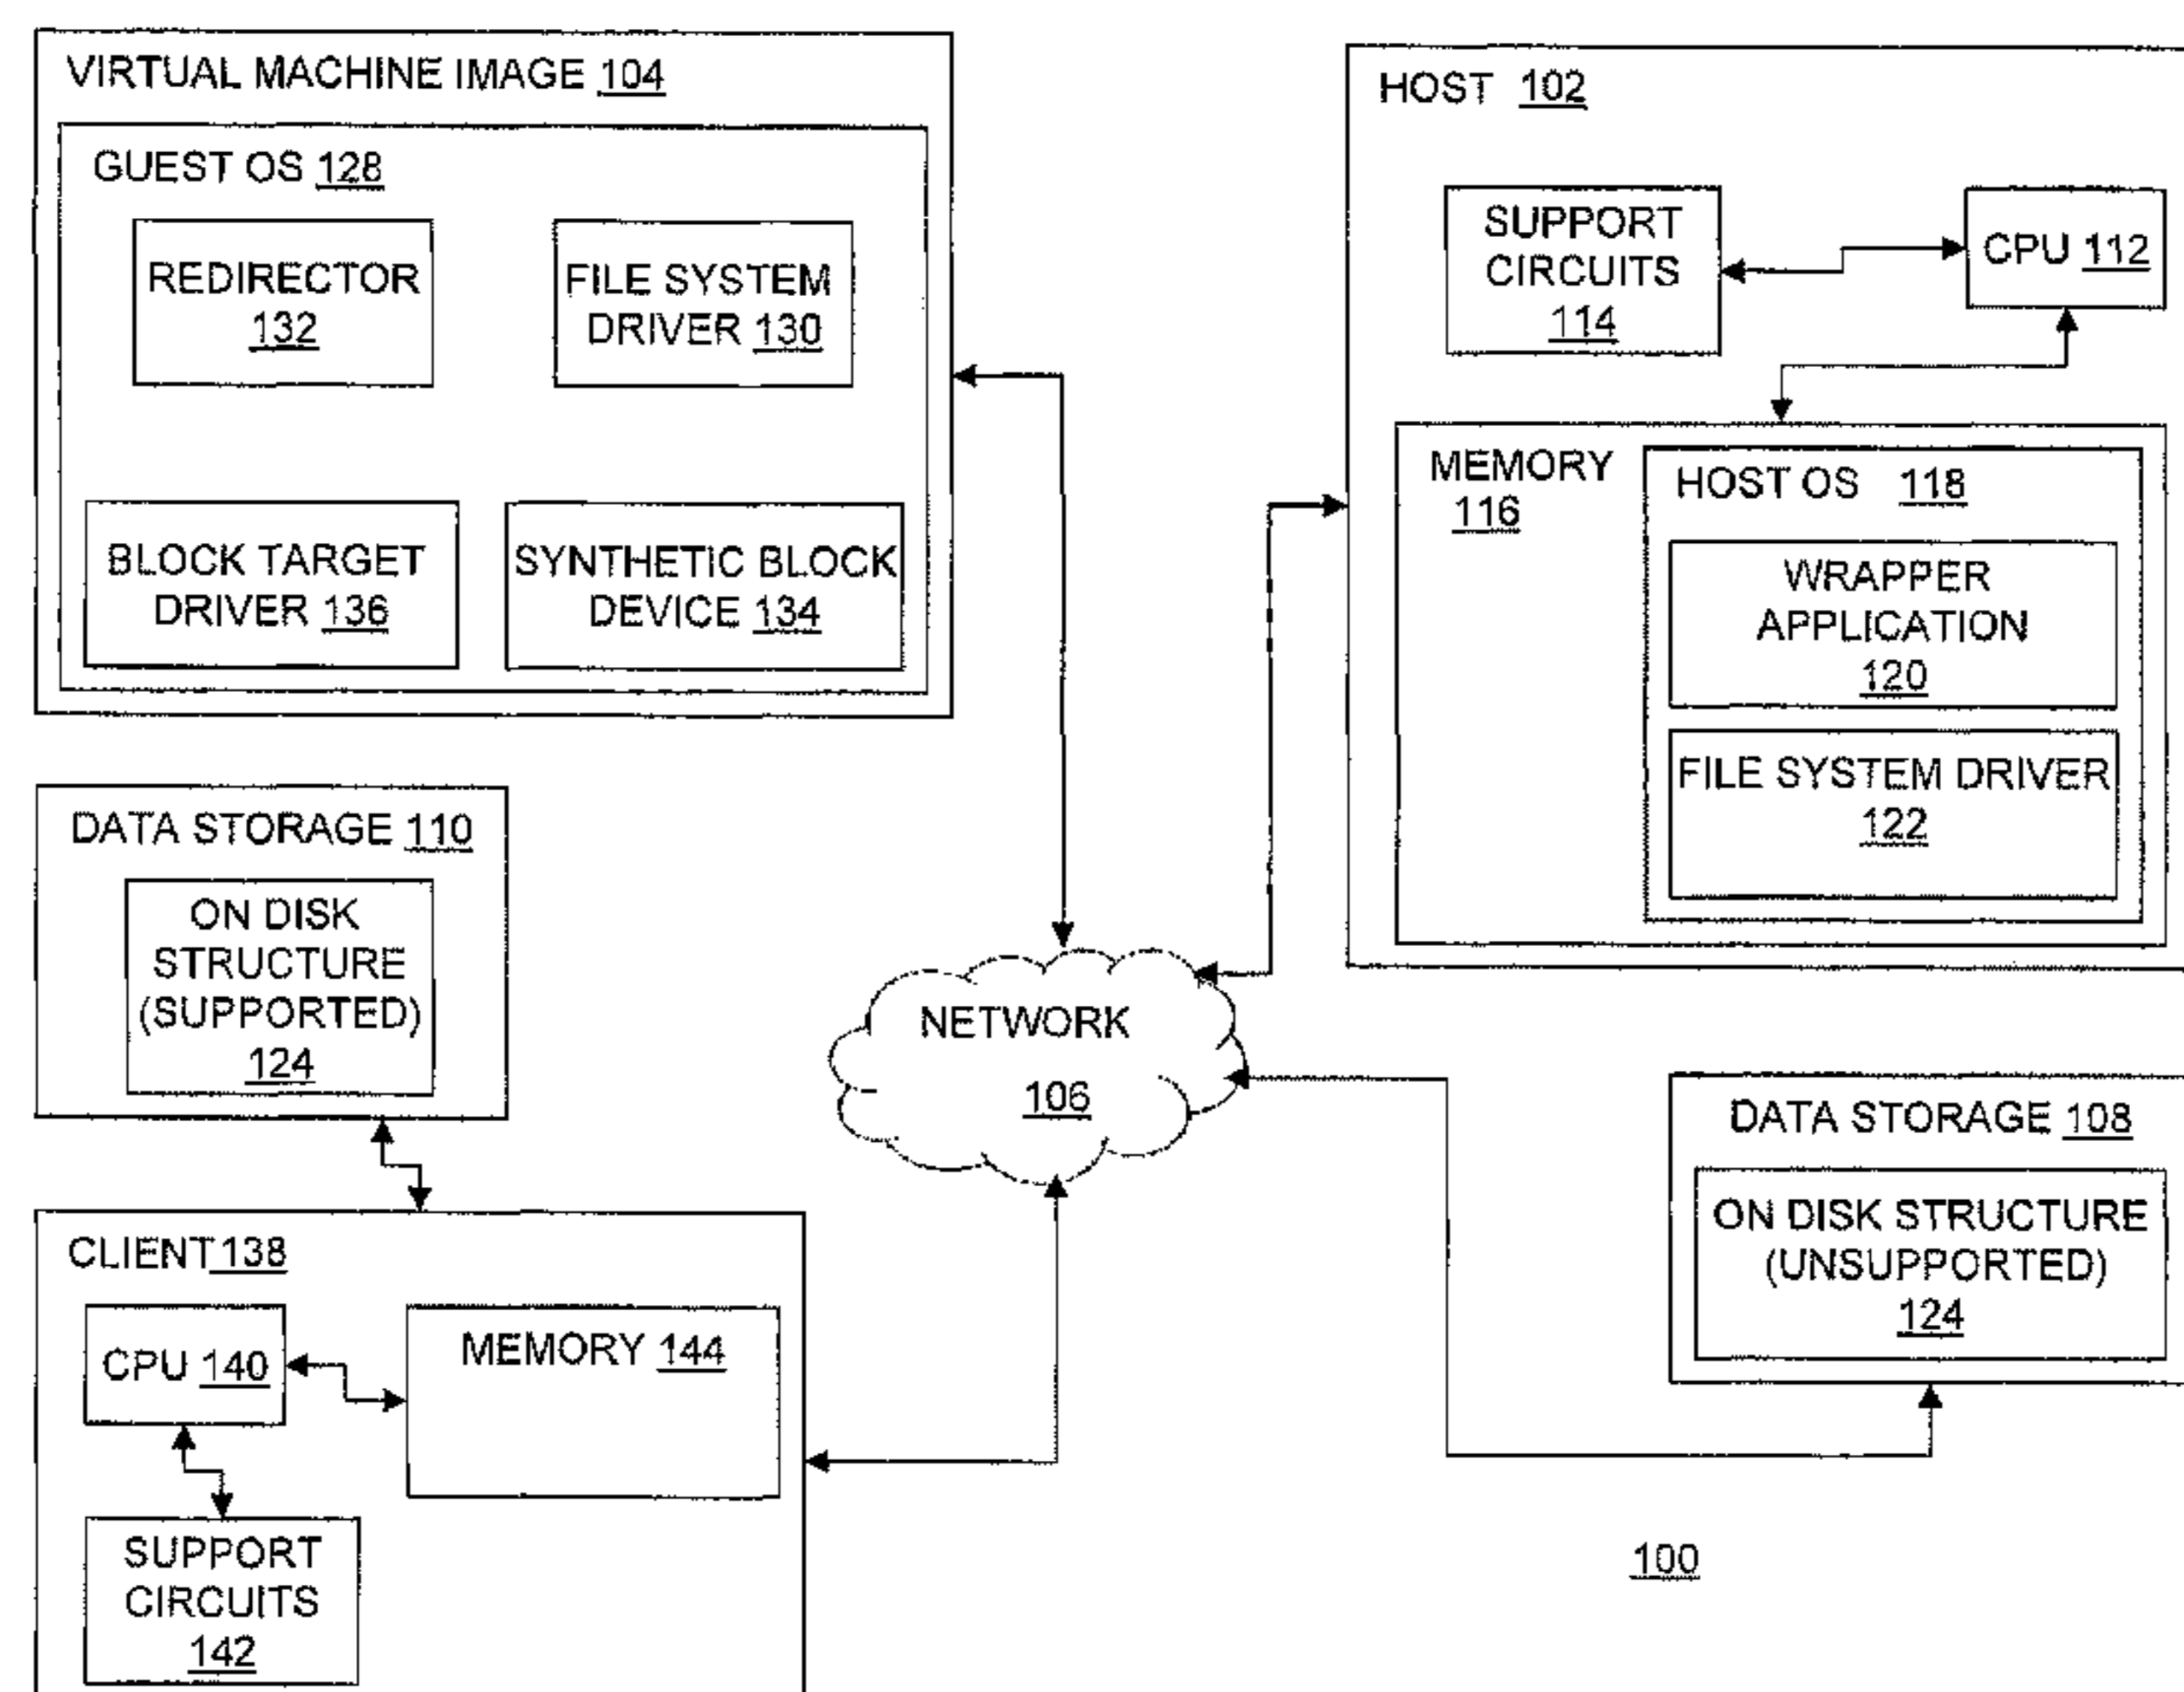 VIRTUAL MACHINE IMAGE 104
GUEST OS 128
REDIRECTOR
132
FILE SYSTEM
DRIVER 130
BLOCK TARGET
DRIVER 136
SYNTHETIC BLOCK
DEVICE 134
HOST 102
SUPPORT
CIRCUITS
114
CPU 112
MEMORY
116
HOST OS 118
WRAPPER
APPLICATION
120
FILE SYSTEM DRIVER
122
DATA STORAGE 110
ON DISK
STRUCTURE
(SUPPORTED)
124
NETWORK
106
DATA STORAGE 108
ON DISK STRUCTURE
(UNSUPPORTED)
124
CLIENT 138
CPU 140
MEMORY 144
SUPPORT
CIRCUITS
142
100